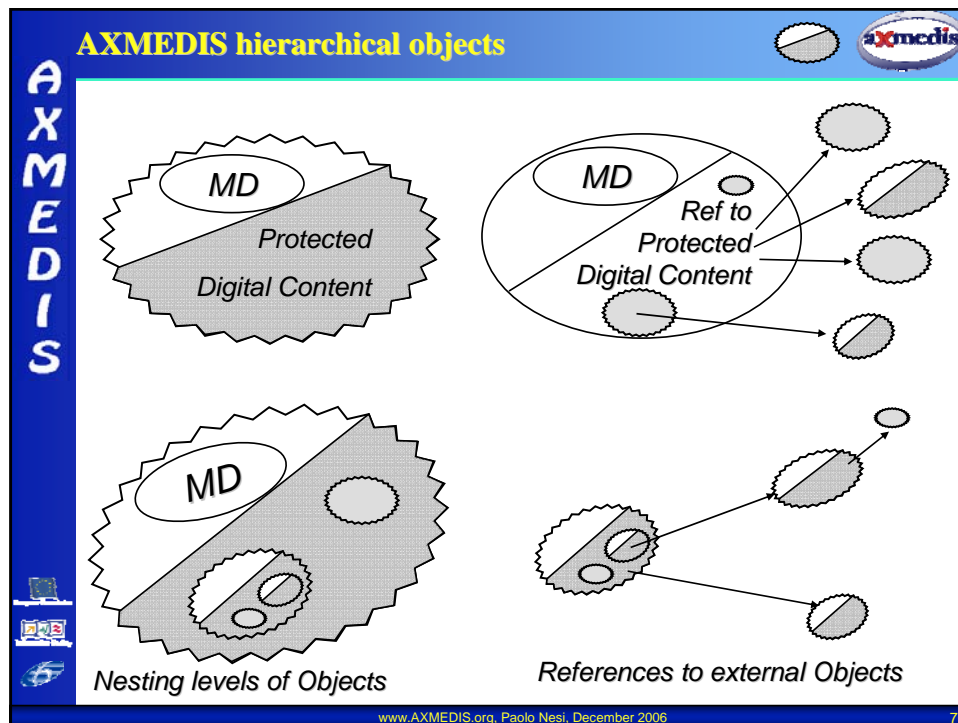 AXMEDIS hierarchical objects
axmedis
AXMEDIS
MD
Protected
Digital Content
MD
Ref to
Protected
Digital Content
MD
Nesting levels of Objects
References to external Objects
www.AXMEDIS.org, Paolo Nesi, December 2006
7